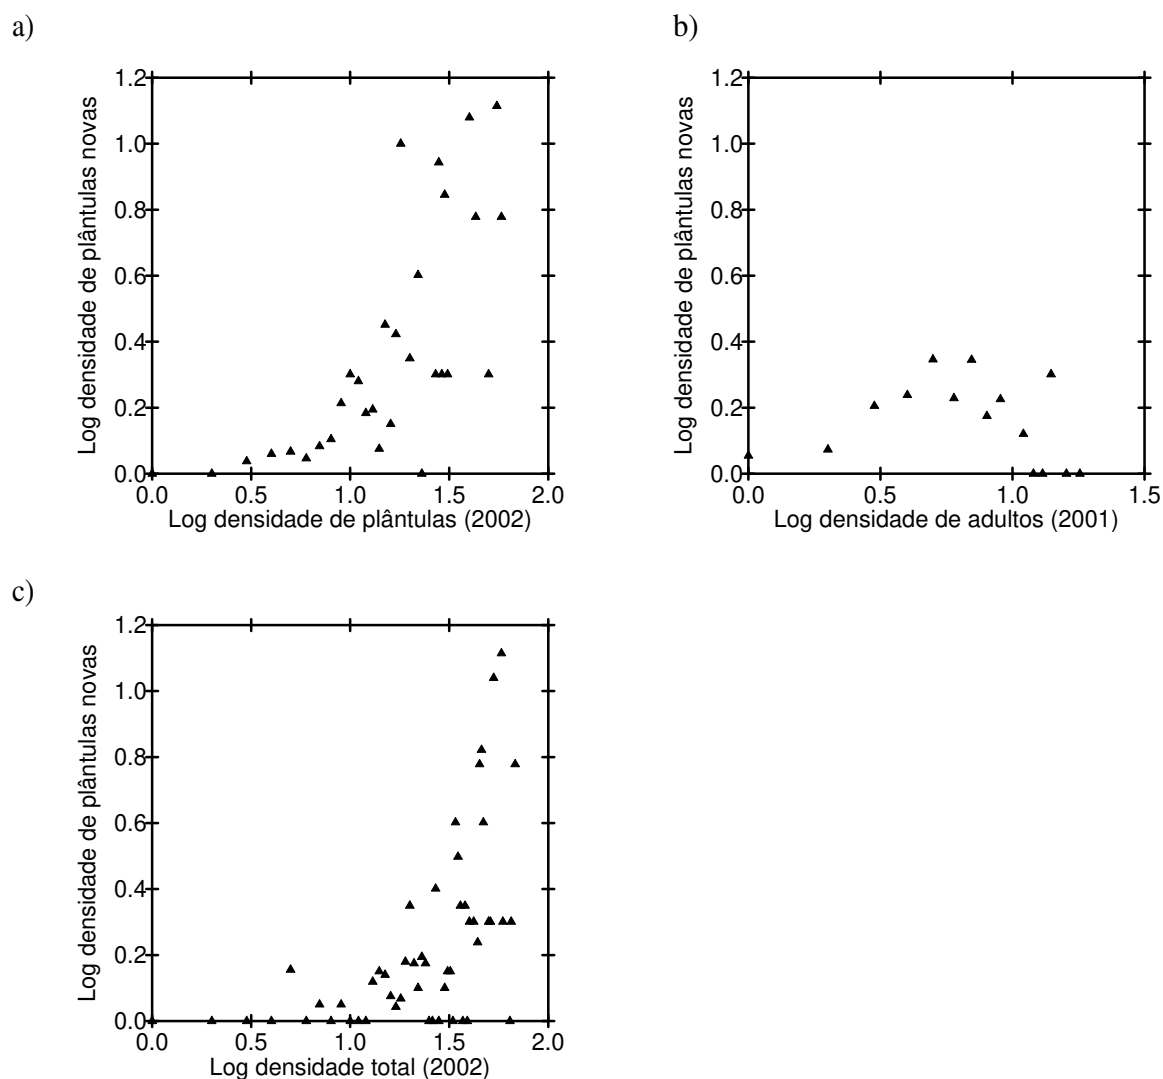 a)
1.2
1.0
0.8
0.6
0.4
0.2
0.0
Log densidade de plântulas novas
0.0 0.5 1.0 1.5 2.0
Log densidade de plântulas (2002)
b)
1.2
1.0
0.8
0.6
0.4
0.2
0.0
Log densidade de plântulas novas
0.0 0.5 1.0 1.5
Log densidade de adultos (2001)
c)
1.2
1.0
0.8
0.6
0.4
0.2
0.0
Log densidade de plântulas novas
0.0 0.5 1.0 1.5 2.0
Log densidade total (2002)